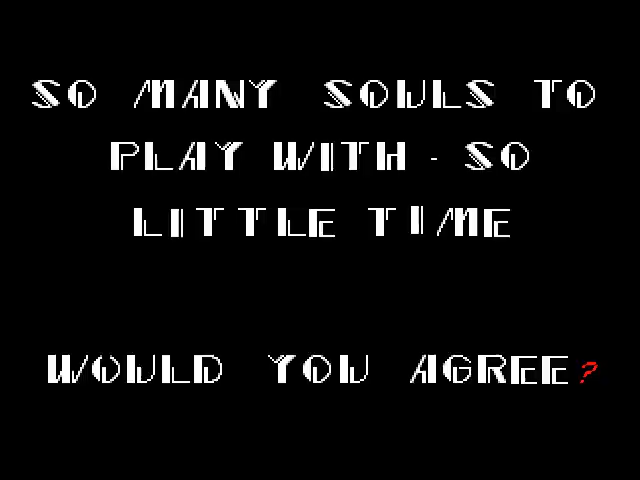 SO MANY SOULS TO
PLAY WITH - SO
LITTLE TIME
WOULD YOU AGREE?